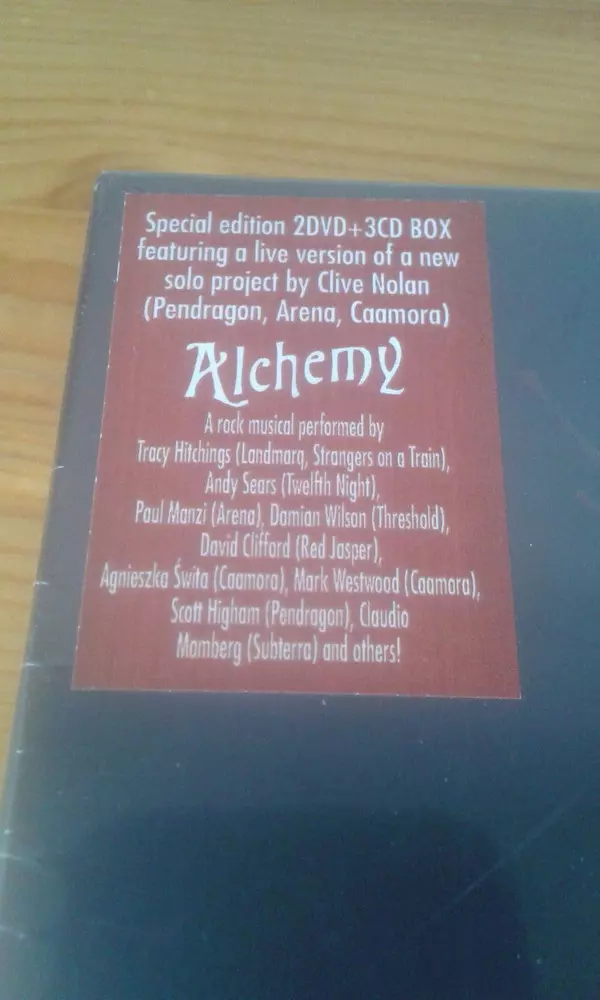 Special edition 2DVD+3CD BOX
featuring a live version of a new
solo project by Clive Nolan
(Pendragon, Arena, Caamora)
Alchemy
A rock musical performed by
Tracy Hitchings (Landmarq, Strangers on a Train),
Andy Sears (Twelfth Night),
Paul Manzi (Arena), Damian Wilson (Threshold),
David Clifford (Red Jasper),
Agnieszka Świta (Caamora), Mark Westwood (Caamora),
Scott Higham (Pendragon), Claudio
Momberg (Subterra) and others!